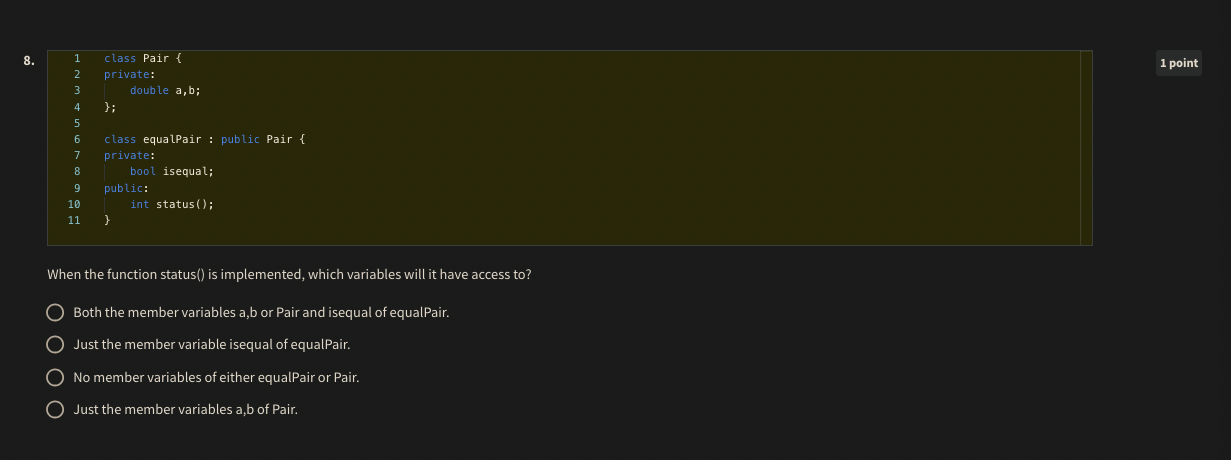 8.
1 point
1 class Pair {
2 private:
3 double a,b;
4 };
5
6 class equalPair : public Pair {
7 private:
8 bool isequal;
9 public:
10 int status();
11 }
When the function status() is implemented, which variables will it have access to?
Both the member variables a,b or Pair and isequal of equalPair.
Just the member variable isequal of equalPair.
No member variables of either equalPair or Pair.
Just the member variables a,b of Pair.